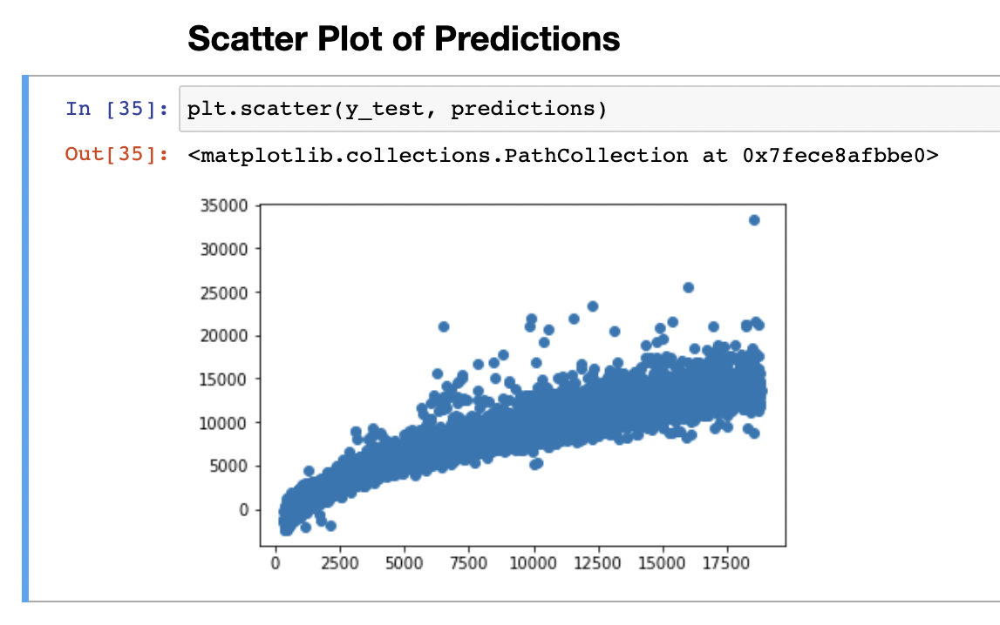 Scatter Plot of Predictions
In [35]: plt.scatter(y_test, predictions)
Out[35]: <matplotlib.collections.PathCollection at 0x7fece8afbbe0>
35000
30000
25000
20000
15000
10000
5000
0
0 2500 5000 7500 10000 12500 15000 17500